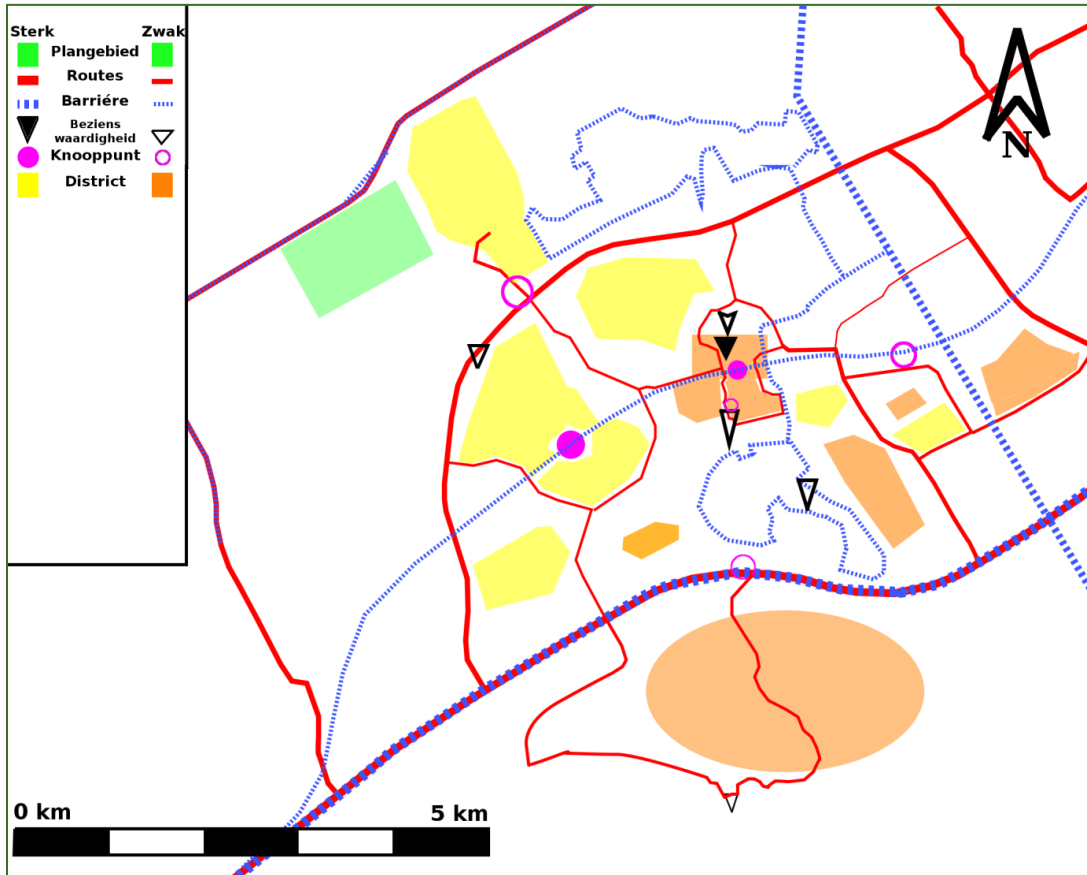 Sterk Zwak
Plangebied
Routes
Barriére
Beziens
waardigheid
Knooppunt
District
N
0 km 5 km